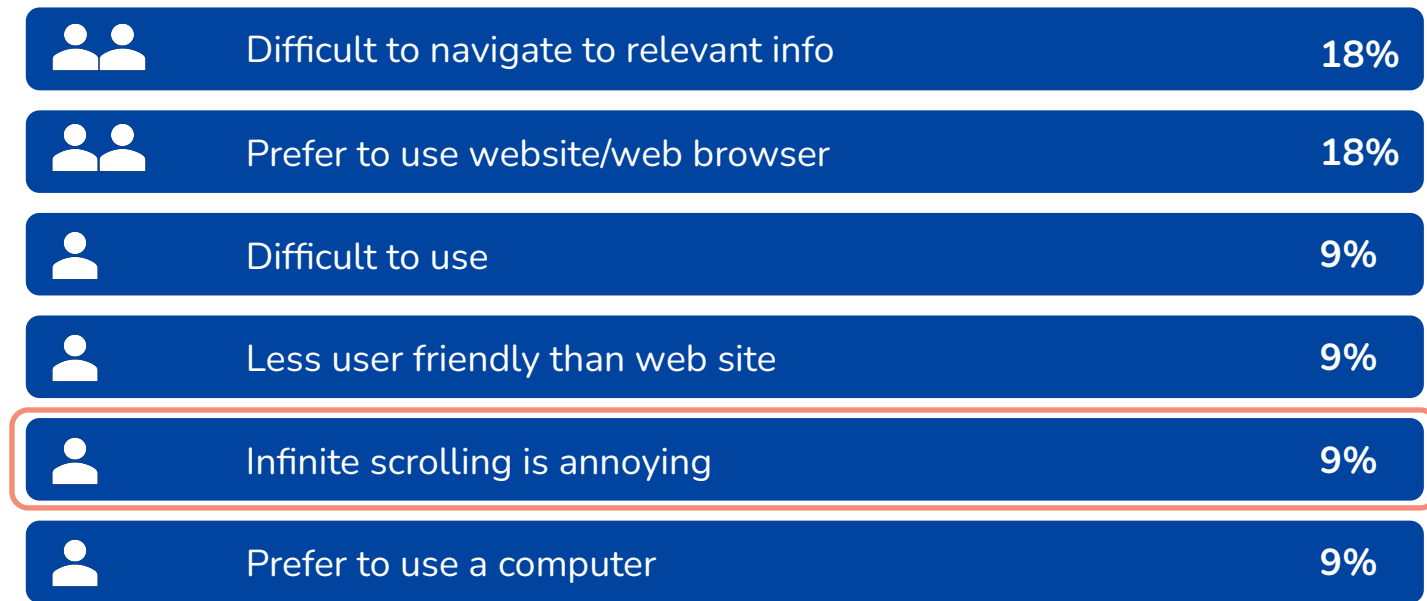 Difficult to navigate to relevant info 18%
Prefer to use website/web browser 18%
Difficult to use 9%
Less user friendly than web site 9%
Infinite scrolling is annoying 9%
Prefer to use a computer 9%